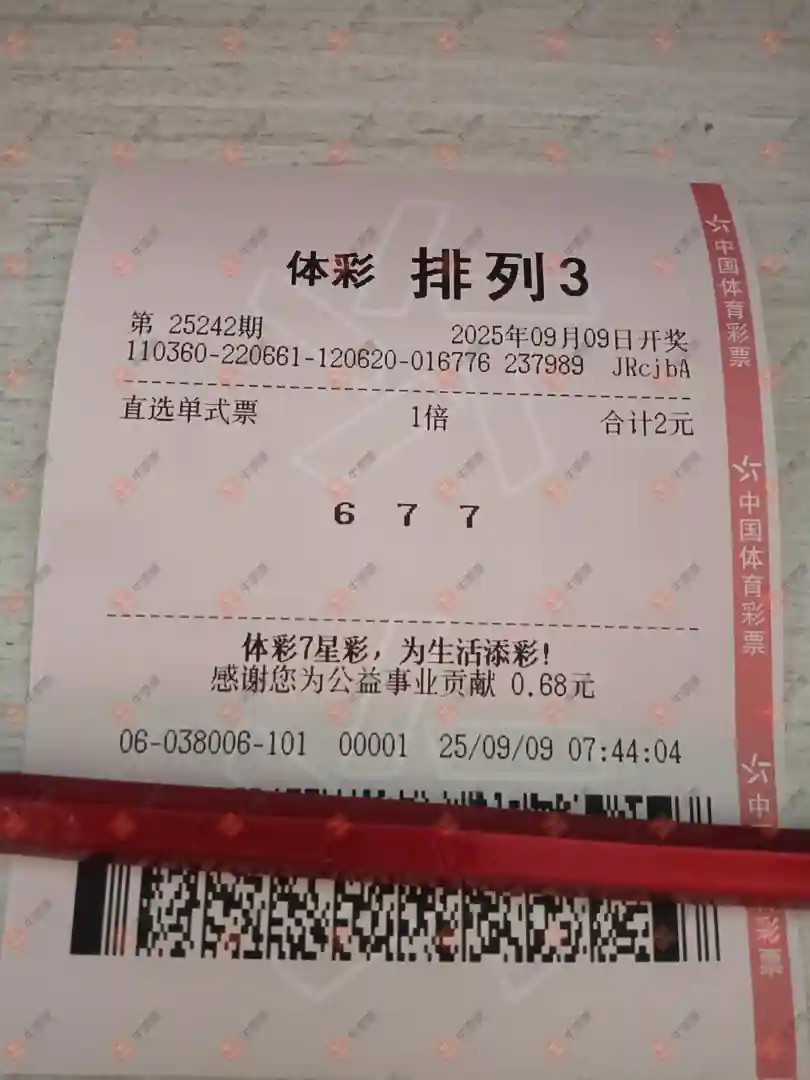 体彩 排列3
第 25242期 2025年09月09日开奖
110360-220661-120620-016776 237989 JRcjbA
直选单式票 1倍 合计2元
6 7 7
体彩7星彩，为生活添彩!
感谢您为公益事业贡献 0.68元
06-038006-101 00001 25/09/09 07:44:04
中国体育彩票
中国体育彩票
中